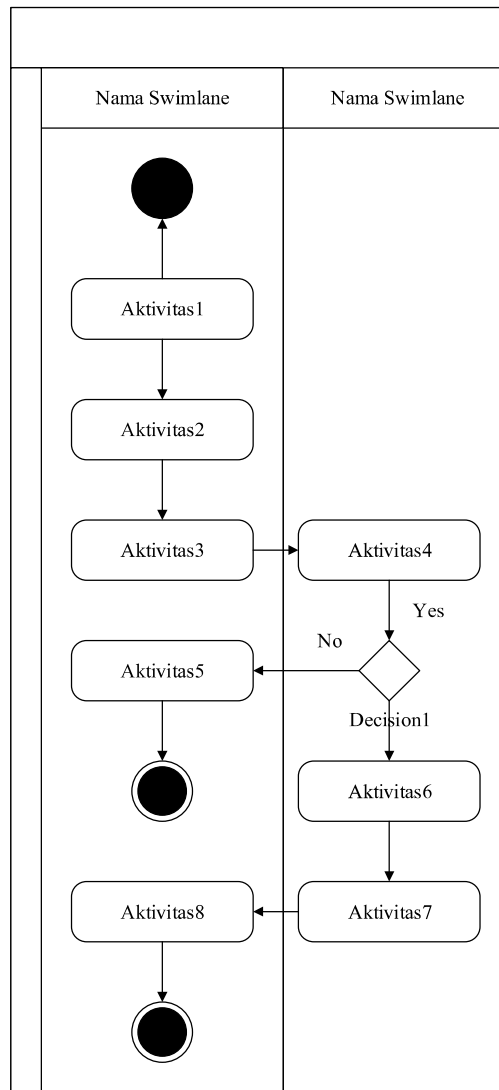 Nama Swimlane
Nama Swimlane
Aktivitas1
Aktivitas2
Aktivitas3
Aktivitas4
Yes
No
Aktivitas5
Decision1
Aktivitas6
Aktivitas8
Aktivitas7